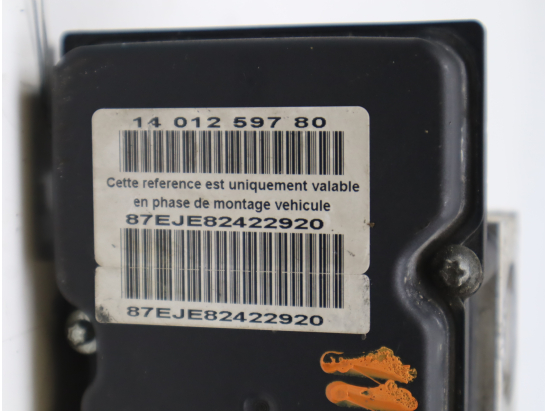 14 012 597 80
Cette reference est uniquement valable
en phase de montage vehicule
87EJE82422920
87EJE82422920